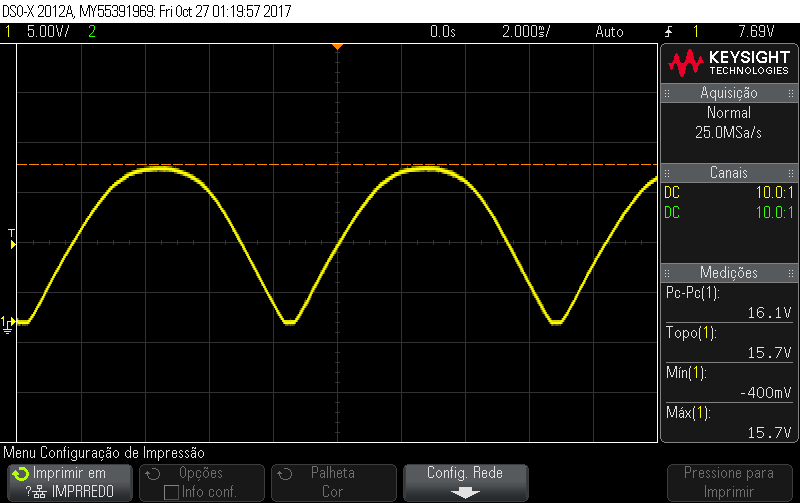 DSO-X 2012A, MY55391969: Fri Oct 27 01:19:57 2017
1 5.00V/ 2 0.0s 2.000s/ Auto 1 7.69V
KEYSIGHT
TECHNOLOGIES
Aquisição
Normal
25.0MSa/s
Canais
DC 10.0:1
DC 10.0:1
T
Medições
Pc-Pc(1):
16.1V
1
Topo(1):
15.7V
Mín(1):
-400mV
Máx(1):
15.7V
Menu Configuração de Impressão
Imprimir em
? IMPRREDO
Opções
Info conf.
Palheta
Cor
Config. Rede
Pressione para
Imprimir